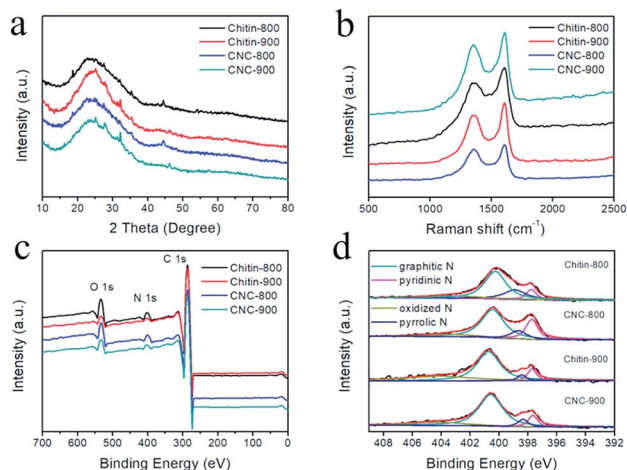 a
Chitin-800
Chitin-900
CNC-800
CNC-900
Intensity (a.u.)
10 20 30 40 50 60 70 80
2 Theta (Degree)
b
Chitin-800
Chitin-900
CNC-800
CNC-900
Intensity (a.u.)
500 1000 1500 2000 2500
Raman shift (cm⁻¹)
c
C 1s
O 1s
N 1s
Chitin-800
Chitin-900
CNC-800
CNC-900
Intensity (a.u.)
700 600 500 400 300 200 100 0
Binding Energy (eV)
d
graphitic N
pyridinic N
oxidized N
pyrrolic N
Chitin-800
CNC-800
Chitin-900
CNC-900
Intensity (a.u.)
408 406 404 402 400 398 396 394 392
Binding Energy (eV)